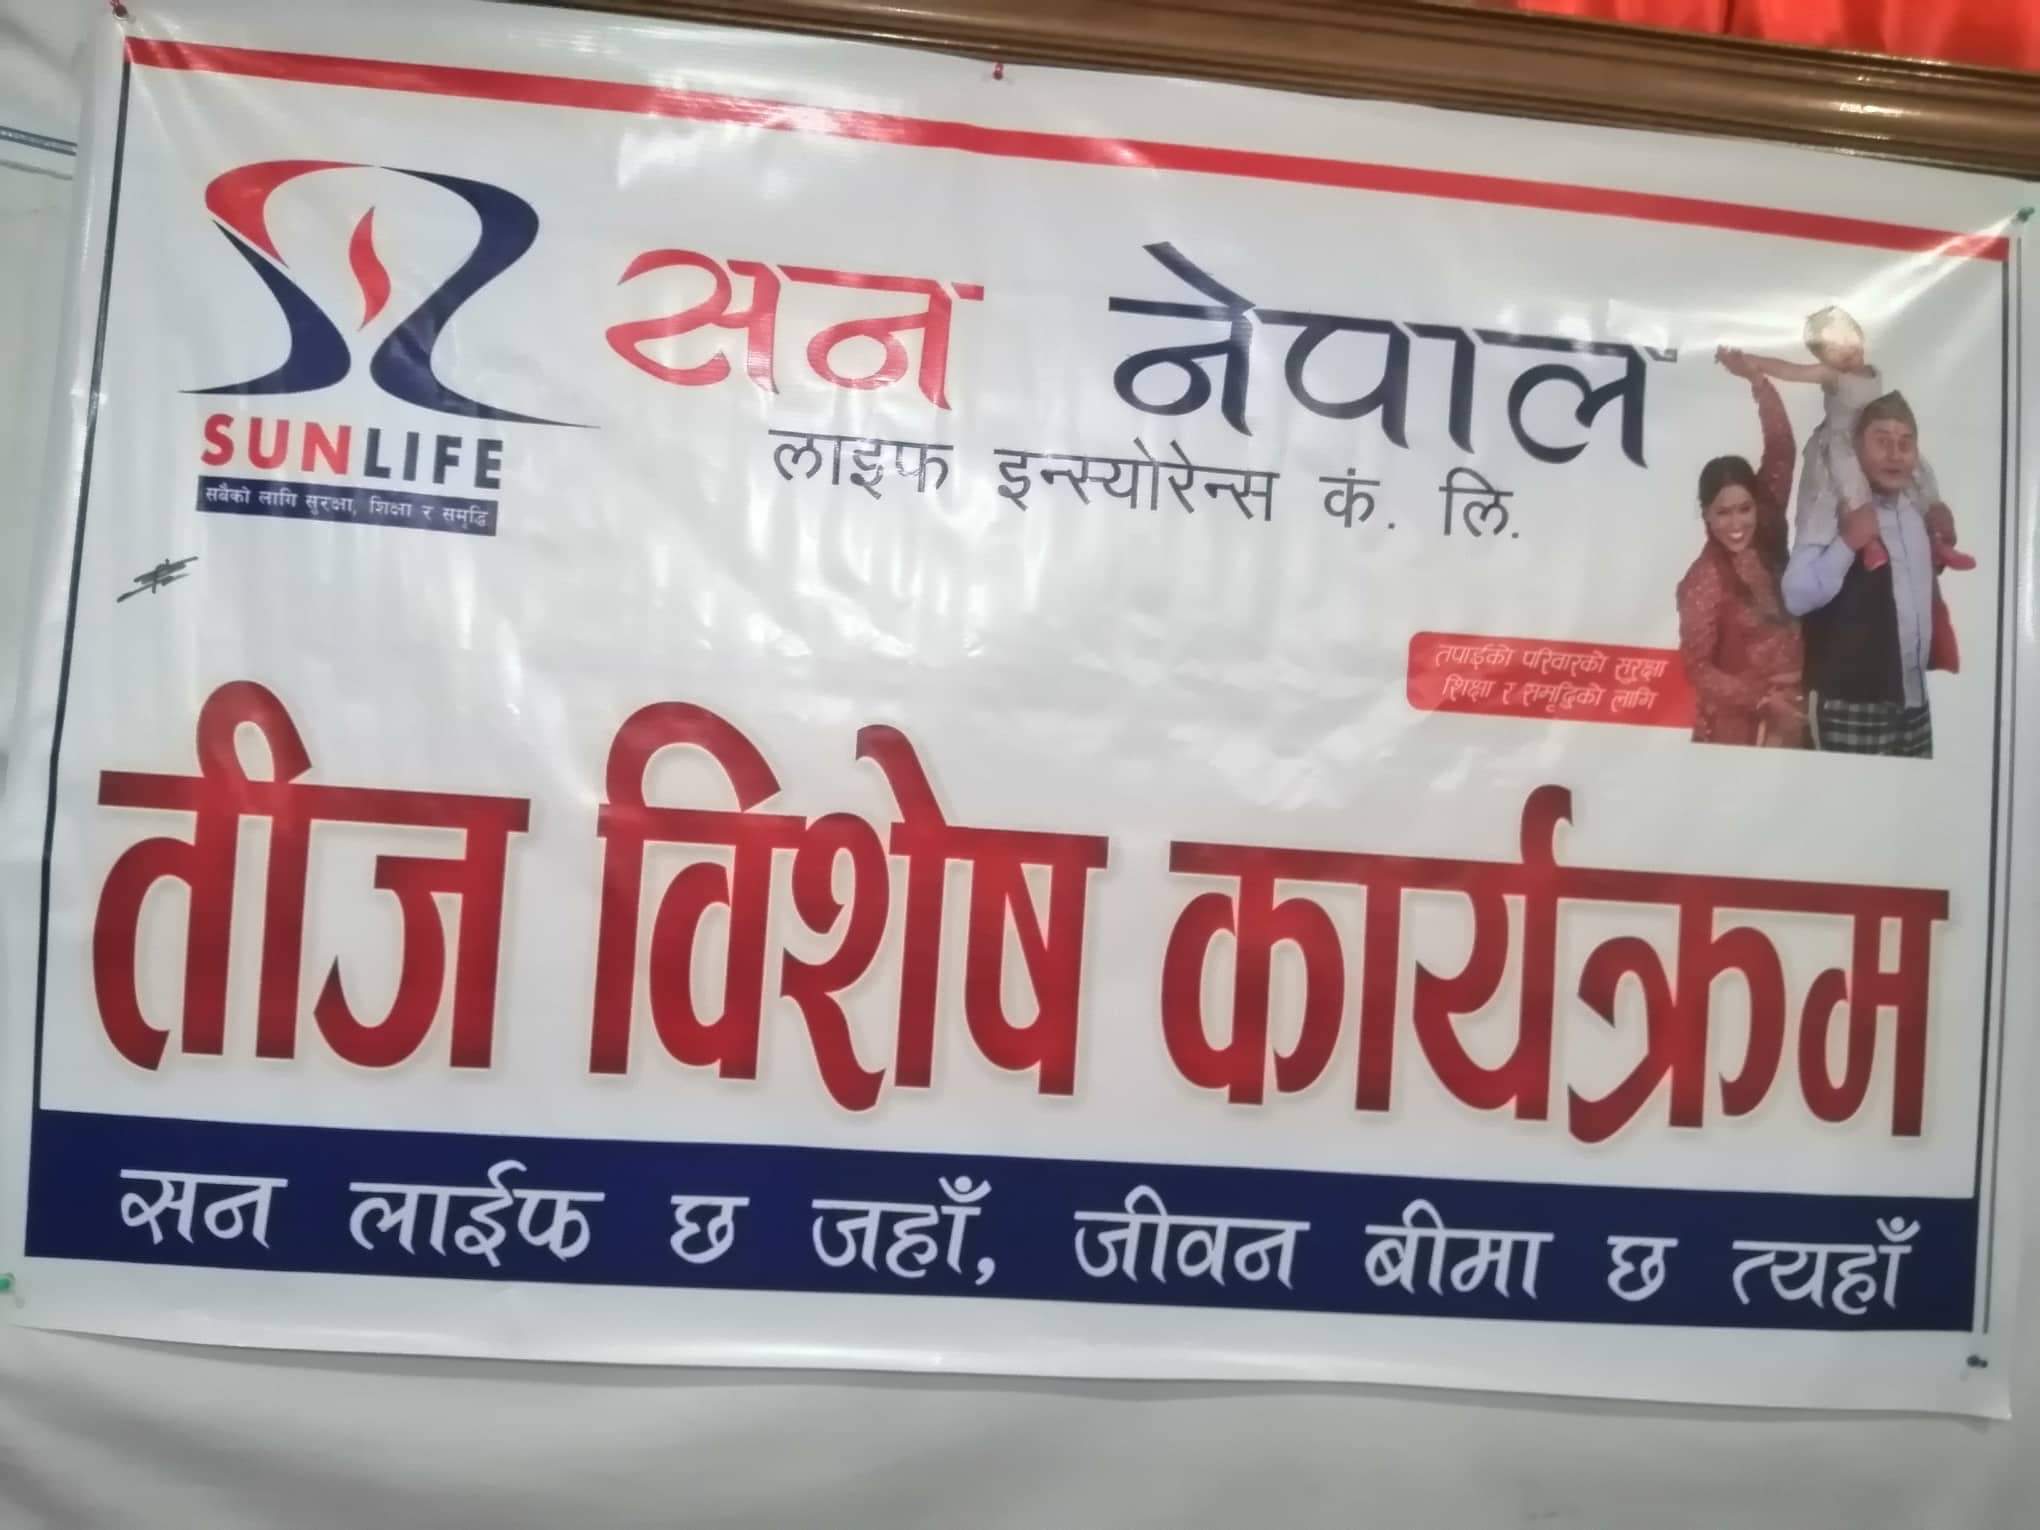 सन नेपाल
लाइफ इन्स्योरेन्स कं. लि.
SUNLIFE
सबैको लागि सुरक्षा, शिक्षा र समृद्धि
तपाईको परिवारको सुरक्षा
शिक्षा र समृद्धिको लागि
तीज विशेष कार्यक्रम
सन लाईफ छ जहाँ, जीवन बीमा छ त्यहाँ